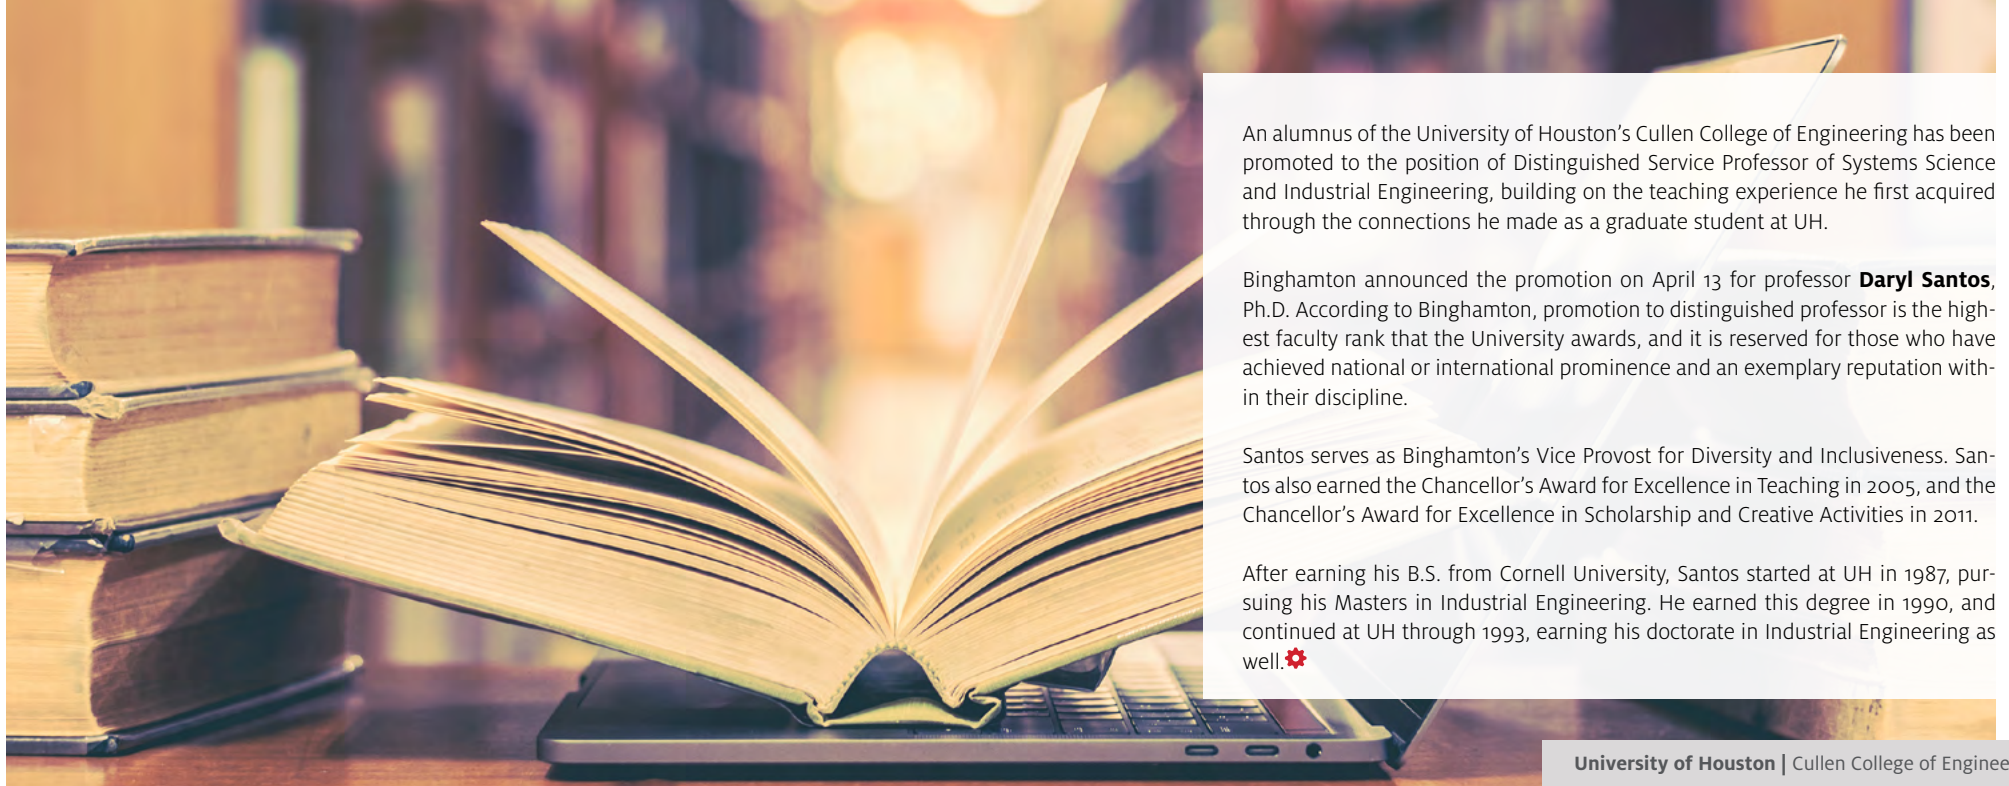 An alumnus of the University of Houston’s Cullen College of Engineering has been
promoted to the position of Distinguished Service Professor of Systems Science
and Industrial Engineering, building on the teaching experience he first acquired
through the connections he made as a graduate student at UH.
Binghamton announced the promotion on April 13 for professor Daryl Santos,
Ph.D. According to Binghamton, promotion to distinguished professor is the high-
est faculty rank that the University awards, and it is reserved for those who have
achieved national or international prominence and an exemplary reputation with-
in their discipline.
Santos serves as Binghamton’s Vice Provost for Diversity and Inclusiveness. San-
tos also earned the Chancellor’s Award for Excellence in Teaching in 2005, and the
Chancellor’s Award for Excellence in Scholarship and Creative Activities in 2011.
After earning his B.S. from Cornell University, Santos started at UH in 1987, pur-
suing his Masters in Industrial Engineering. He earned this degree in 1990, and
continued at UH through 1993, earning his doctorate in Industrial Engineering as
well.
University of Houston | Cullen College of Enginee